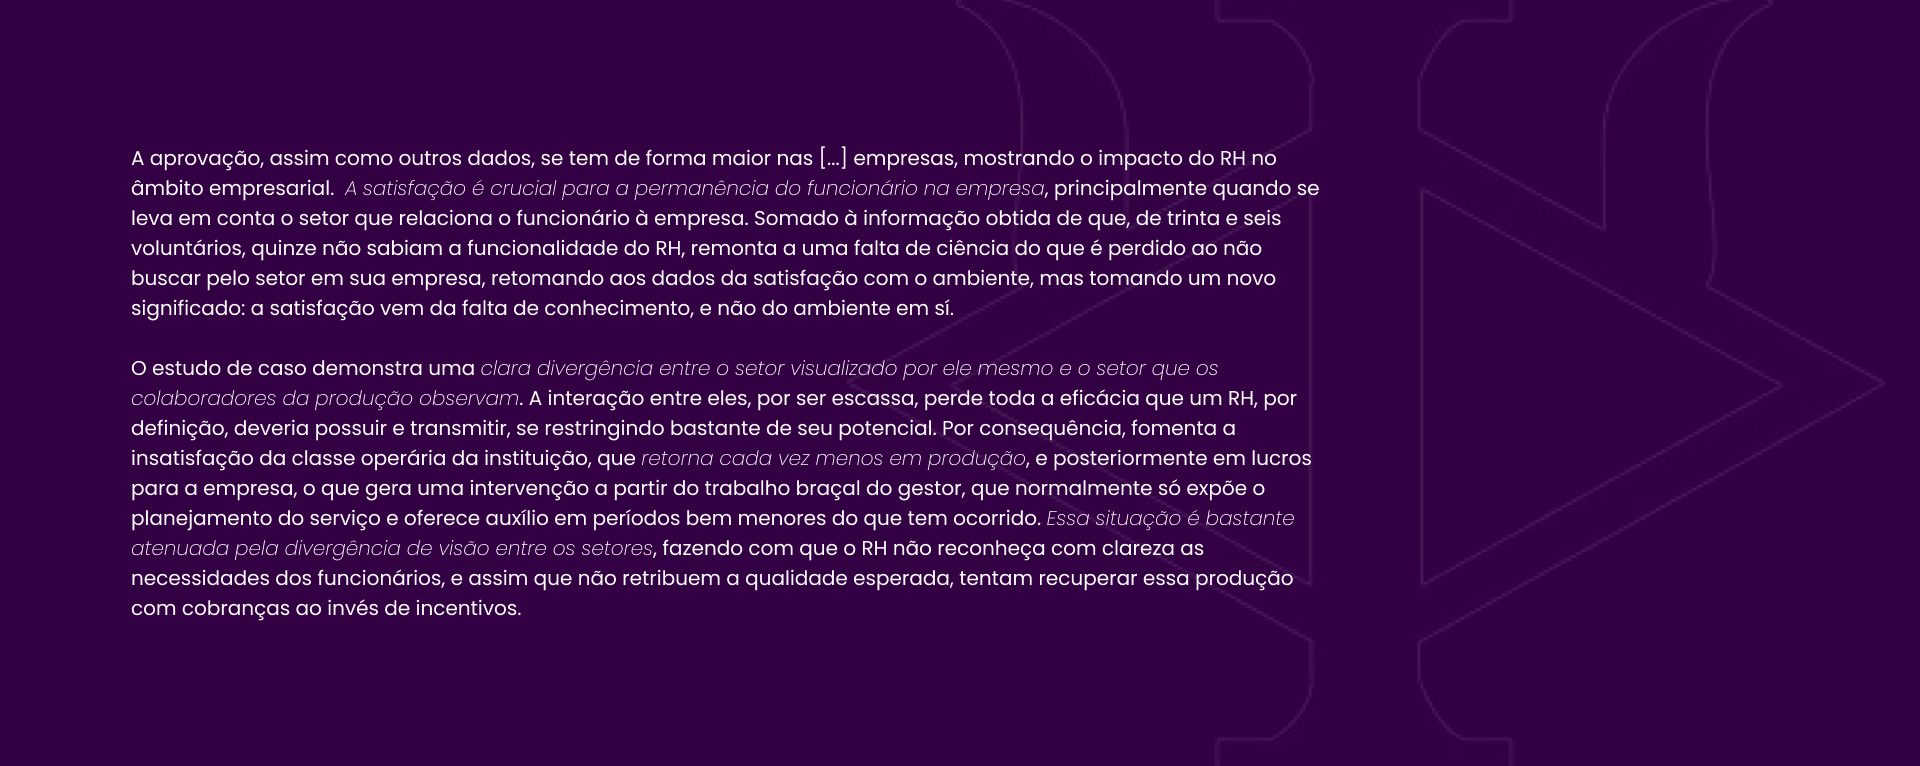 A aprovação, assim como outros dados, se tem de forma maior nas [...] empresas, mostrando o impacto do RH no
âmbito empresarial. A satisfação é crucial para a permanência do funcionário na empresa, principalmente quando se
leva em conta o setor que relaciona o funcionário à empresa. Somado à informação obtida de que, de trinta e seis
voluntários, quinze não sabiam a funcionalidade do RH, remonta a uma falta de ciência do que é perdido ao não
buscar pelo setor em sua empresa, retomando aos dados da satisfação com o ambiente, mas tomando um novo
significado: a satisfação vem da falta de conhecimento, e não do ambiente em sí.
O estudo de caso demonstra uma clara divergência entre o setor visualizado por ele mesmo e o setor que os
colaboradores da produção observam. A interação entre eles, por ser escassa, perde toda a eficácia que um RH, por
definição, deveria possuir e transmitir, se restringindo bastante de seu potencial. Por consequência, fomenta a
insatisfação da classe operária da instituição, que retorna cada vez menos em produção, e posteriormente em lucros
para a empresa, o que gera uma intervenção a partir do trabalho braçal do gestor, que normalmente só expõe o
planejamento do serviço e oferece auxílio em períodos bem menores do que tem ocorrido. Essa situação é bastante
atenuada pela divergência de visão entre os setores, fazendo com que o RH não reconheça com clareza as
necessidades dos funcionários, e assim que não retribuem a qualidade esperada, tentam recuperar essa produção
com cobranças ao invés de incentivos.